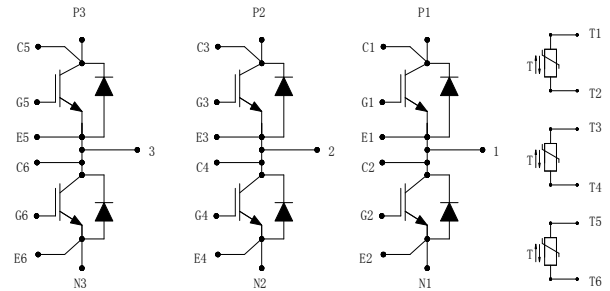 P3 P2 P1
C5 C3 C1 T1
T
G5 G3 G1 T2
E5 E3 E1 T3
3 2 1
C6 C4 C2 T
T4
G6 G4 G2 T5
E6 E4 E2 T
N3 N2 N1 T6